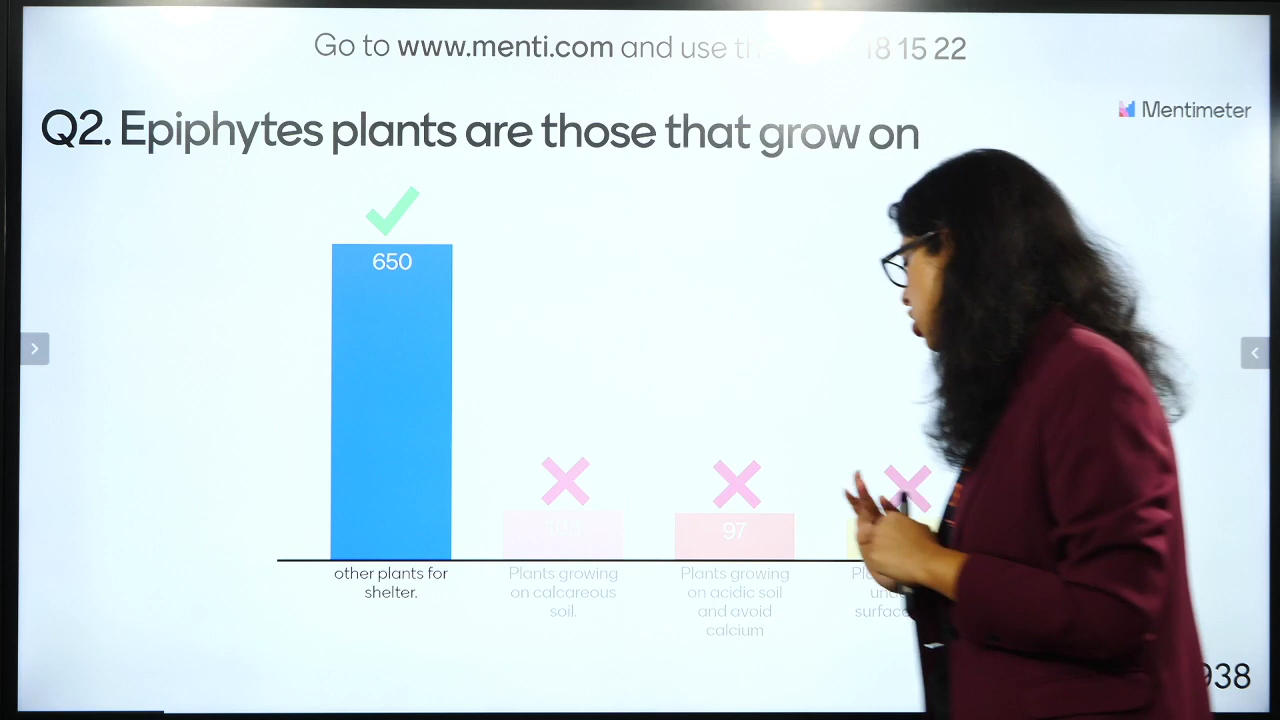 Go to www.menti.com and use 18 15 22
Mentimeter
Q2. Epiphytes plants are those that grow on
650
97
other plants for
shelter.
Plants growing
on calcareous
soil.
Plants growing
on acidic soil
and avoid
calcium
938